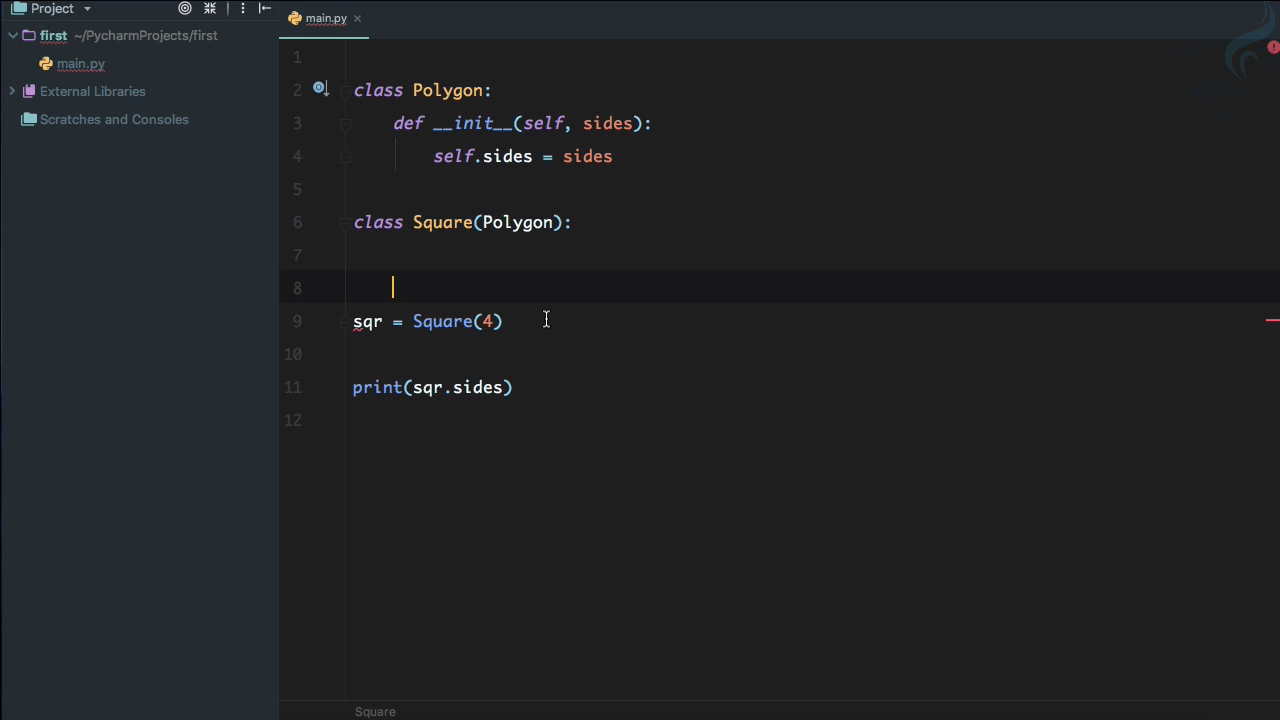 Project
main.py
first ~/PycharmProjects/first
main.py
External Libraries
Scratches and Consoles
1
2 class Polygon:
3     def __init__(self, sides):
4         self.sides = sides
5
6 class Square(Polygon):
7
8
9 sqr = Square(4)
10
11 print(sqr.sides)
12
Square